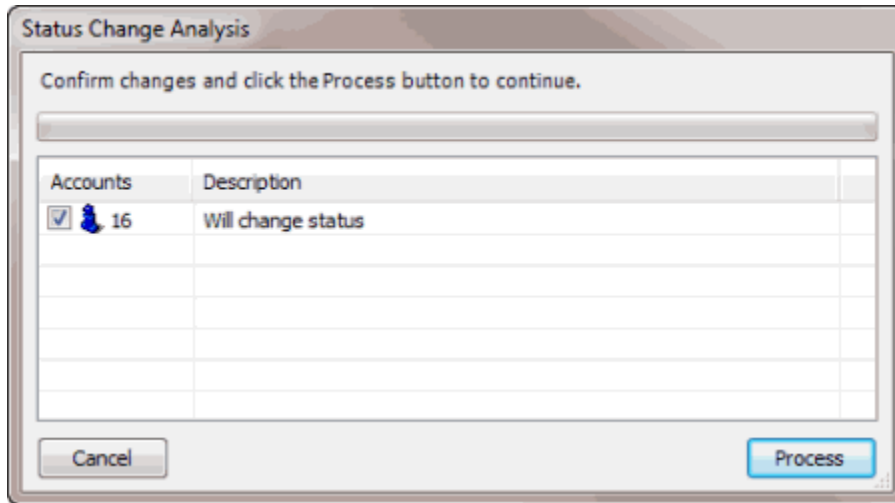 Status Change Analysis
Confirm changes and click the Process button to continue.
Accounts Description
16 Will change status
Cancel Process